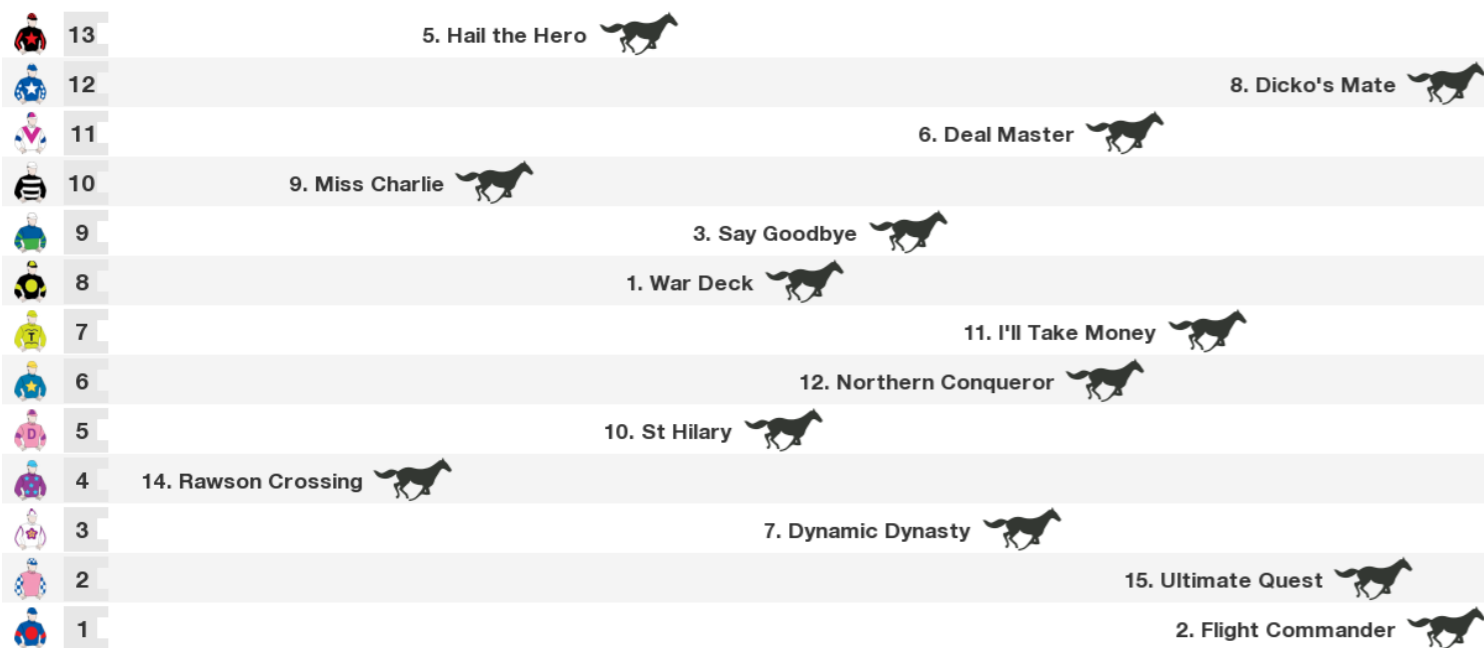 13 5. Hail the Hero
12 8. Dicko's Mate
11 6. Deal Master
10 9. Miss Charlie
9 3. Say Goodbye
8 1. War Deck
T
7 11. I'll Take Money
6 12. Northern Conqueror
D
5 10. St Hilary
4 14. Rawson Crossing
3 7. Dynamic Dynasty
2 15. Ultimate Quest
1 2. Flight Commander